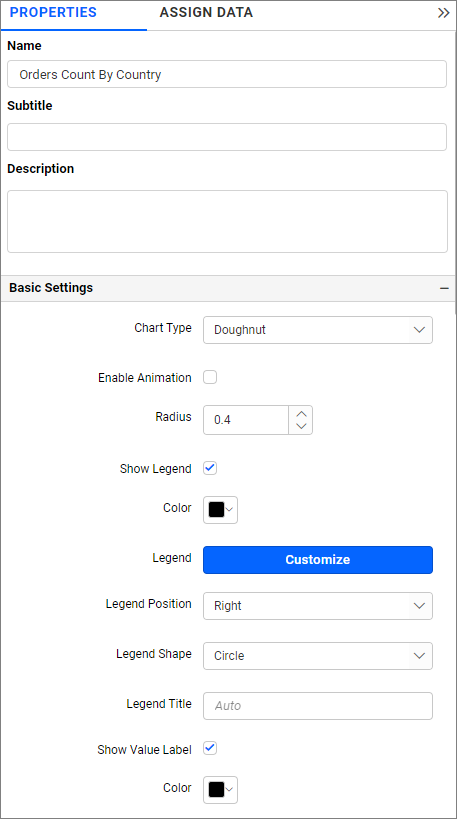 PROPERTIES ASSIGN DATA
Name
Orders Count By Country
Subtitle
Description
Basic Settings
Chart Type Doughnut
Enable Animation
Radius 0.4
Show Legend
Color
Legend Customize
Legend Position Right
Legend Shape Circle
Legend Title Auto
Show Value Label
Color